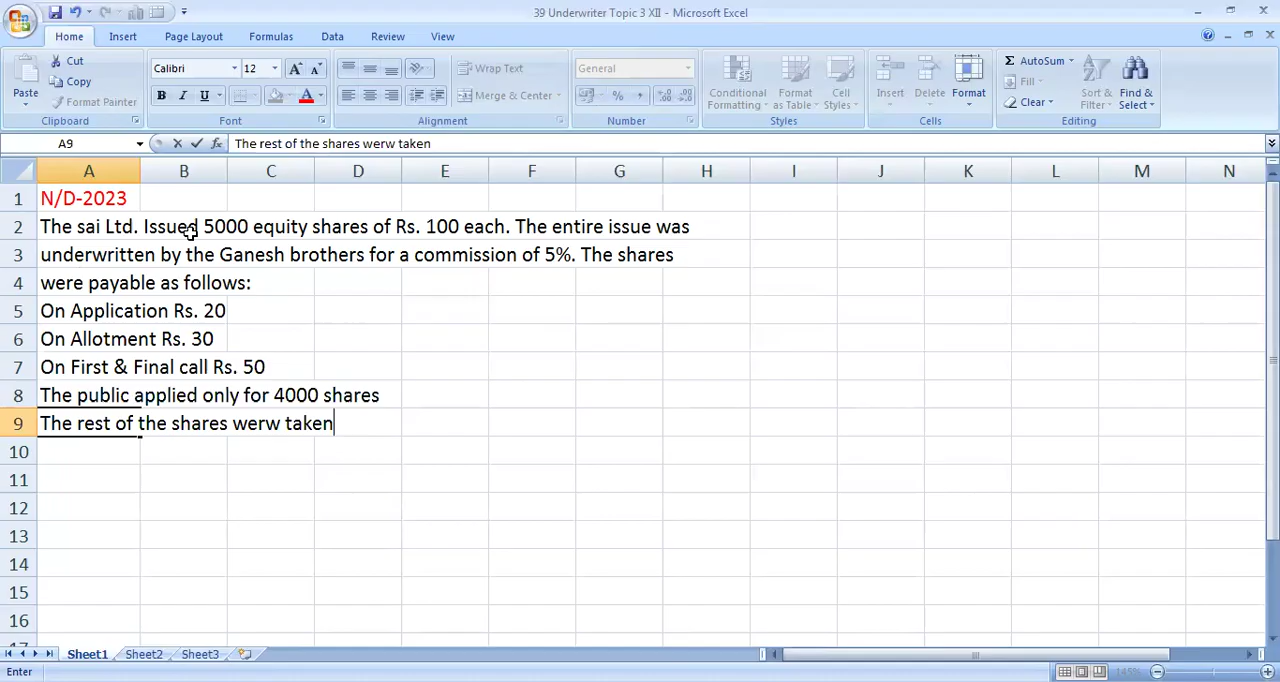 39 Underwriter Topic 3 XII - Microsoft Excel
Home Insert Page Layout Formulas Data Review View
Paste Cut Copy Format Painter Clipboard
Calibri 12 A A B I U A Font
Wrap Text Merge & Center Alignment
General % , Number
Conditional Formatting Format as Table Cell Styles Styles
Insert Delete Format Cells
Σ AutoSum Fill Clear Sort & Filter Find & Select Editing
A9 fx The rest of the shares werw taken
A B C D E F G H I J K L M N
1 N/D-2023
2 The sai Ltd. Issued 5000 equity shares of Rs. 100 each. The entire issue was
3 underwritten by the Ganesh brothers for a commission of 5%. The shares
4 were payable as follows:
5 On Application Rs. 20
6 On Allotment Rs. 30
7 On First & Final call Rs. 50
8 The public applied only for 4000 shares
9 The rest of the shares werw taken
10
11
12
13
14
15
16
17
Sheet1 Sheet2 Sheet3
Enter 145%